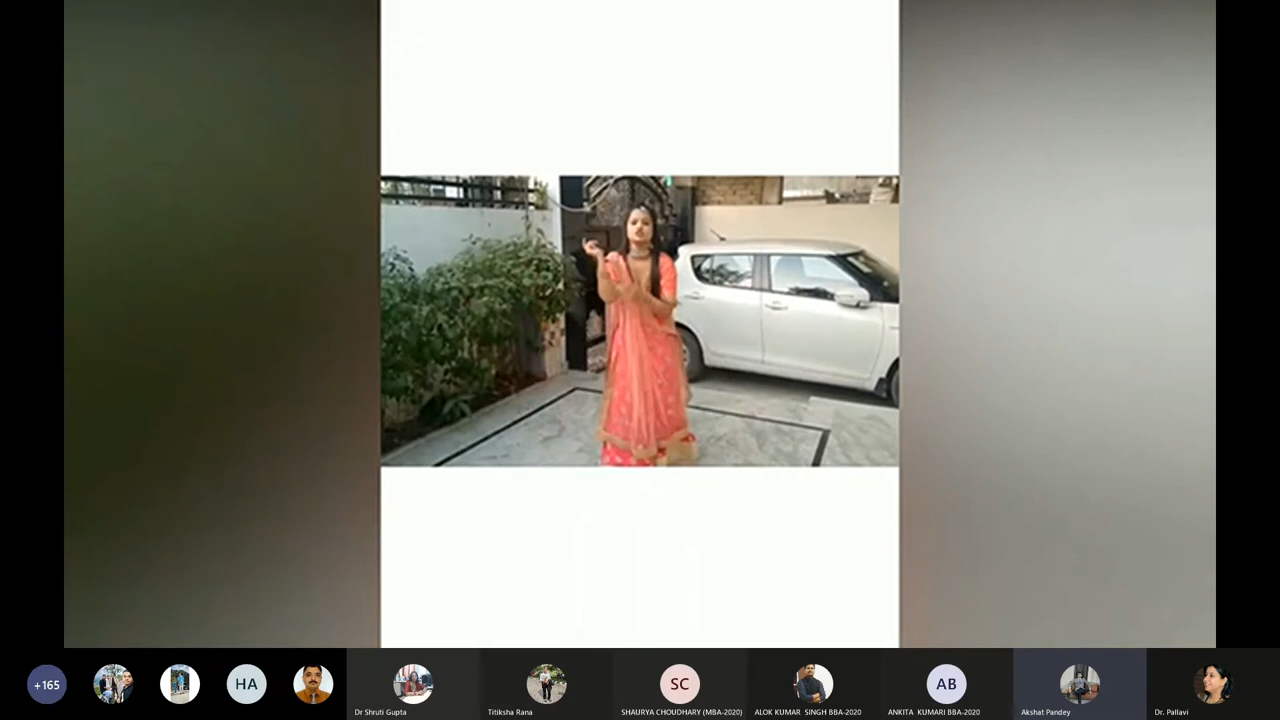 +165
HA
Dr Shruti Gupta
Titiksha Rana
SC
SHAURYA CHOUDHARY (MBA-2020)
ALOK KUMAR SINGH BBA-2020
AB
ANKITA KUMARI BBA-2020
Akshat Pandey
Dr. Pallavi